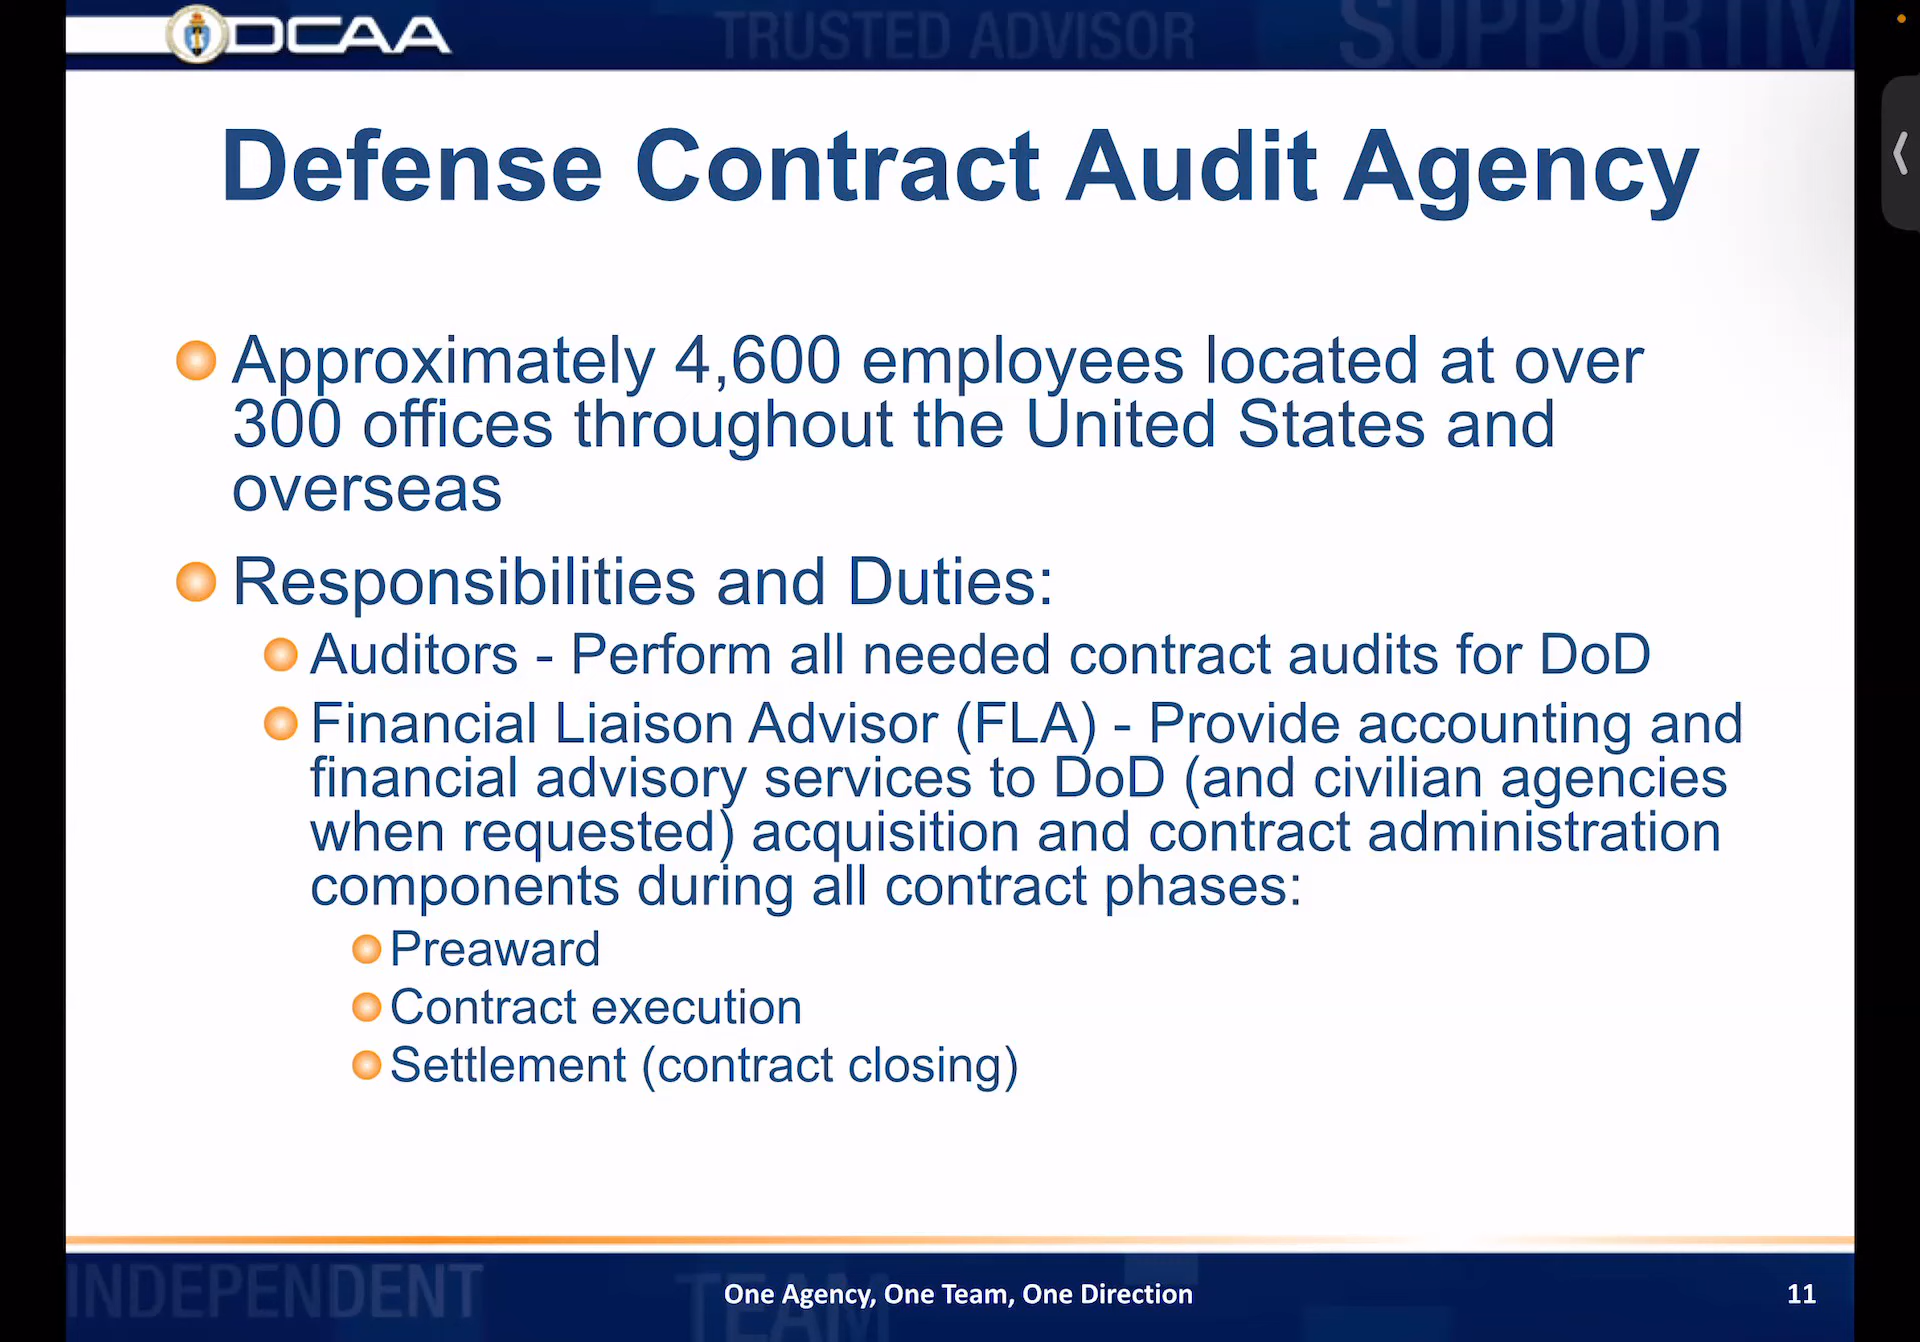 DCAA
TRUSTED ADVISOR
SUPPORTIV
Defense Contract Audit Agency
Approximately 4,600 employees located at over
300 offices throughout the United States and
overseas
Responsibilities and Duties:
Auditors - Perform all needed contract audits for DoD
Financial Liaison Advisor (FLA) - Provide accounting and
financial advisory services to DoD (and civilian agencies
when requested) acquisition and contract administration
components during all contract phases:
Preaward
Contract execution
Settlement (contract closing)
INDEPENDENT
TEAM
One Agency, One Team, One Direction
11